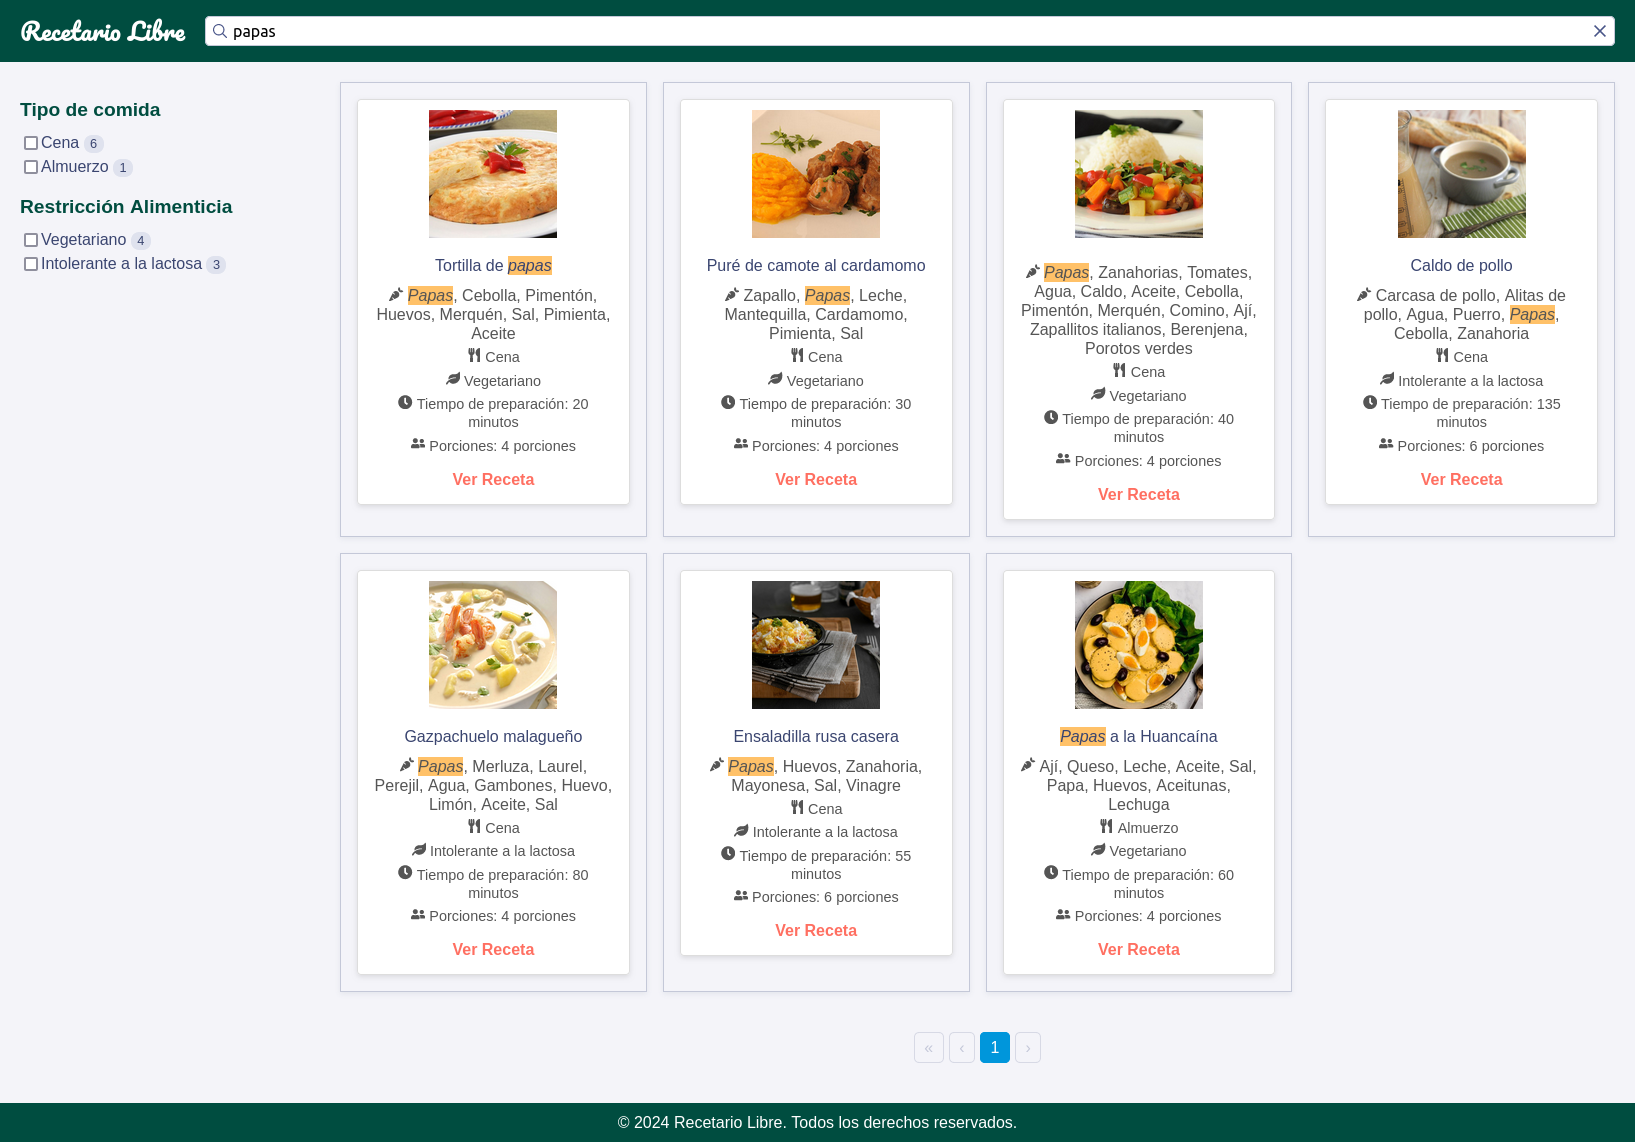 Recetario Libre
papas
Tipo de comida
Cena 6
Almuerzo 1
Restricción Alimenticia
Vegetariano 4
Intolerante a la lactosa 3
Tortilla de papas
Papas, Cebolla, Pimentón,
Huevos, Merquén, Sal, Pimienta,
Aceite
Cena
Vegetariano
Tiempo de preparación: 20
minutos
Porciones: 4 porciones
Ver Receta
Puré de camote al cardamomo
Zapallo, Papas, Leche,
Mantequilla, Cardamomo,
Pimienta, Sal
Cena
Vegetariano
Tiempo de preparación: 30
minutos
Porciones: 4 porciones
Ver Receta
Papas, Zanahorias, Tomates,
Agua, Caldo, Aceite, Cebolla,
Pimentón, Merquén, Comino, Ají,
Zapallitos italianos, Berenjena,
Porotos verdes
Cena
Vegetariano
Tiempo de preparación: 40
minutos
Porciones: 4 porciones
Ver Receta
Caldo de pollo
Carcasa de pollo, Alitas de
pollo, Agua, Puerro, Papas,
Cebolla, Zanahoria
Cena
Intolerante a la lactosa
Tiempo de preparación: 135
minutos
Porciones: 6 porciones
Ver Receta
Gazpachuelo malagueño
Papas, Merluza, Laurel,
Perejil, Agua, Gambones, Huevo,
Limón, Aceite, Sal
Cena
Intolerante a la lactosa
Tiempo de preparación: 80
minutos
Porciones: 4 porciones
Ver Receta
Ensaladilla rusa casera
Papas, Huevos, Zanahoria,
Mayonesa, Sal, Vinagre
Cena
Intolerante a la lactosa
Tiempo de preparación: 55
minutos
Porciones: 6 porciones
Ver Receta
Papas a la Huancaína
Ají, Queso, Leche, Aceite, Sal,
Papa, Huevos, Aceitunas,
Lechuga
Almuerzo
Vegetariano
Tiempo de preparación: 60
minutos
Porciones: 4 porciones
Ver Receta
« ‹ 1 ›
© 2024 Recetario Libre. Todos los derechos reservados.